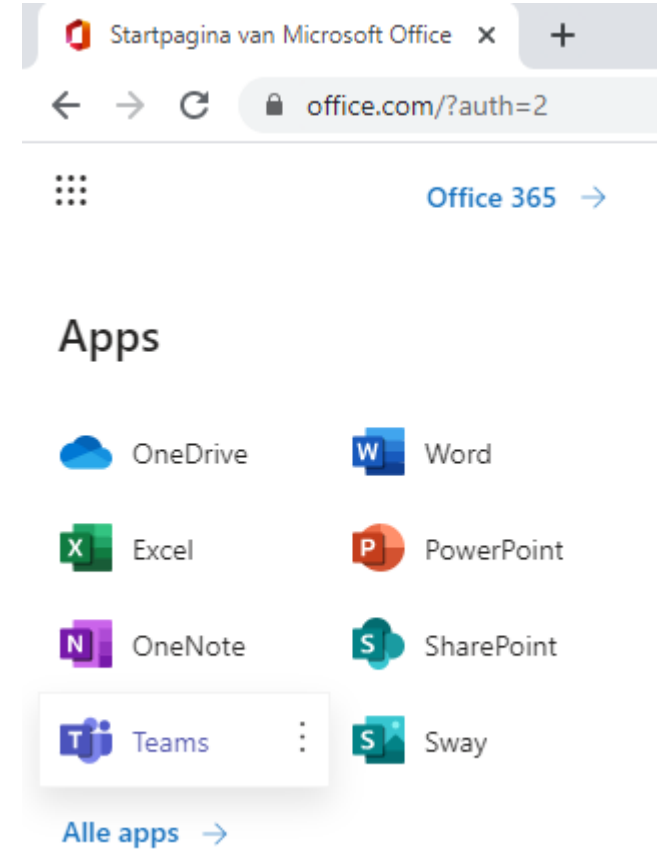 Startpagina van Microsoft Office
office.com/?auth=2
Office 365
Apps
OneDrive
W Word
X Excel
P PowerPoint
N OneNote
S SharePoint
T Teams
S Sway
Alle apps